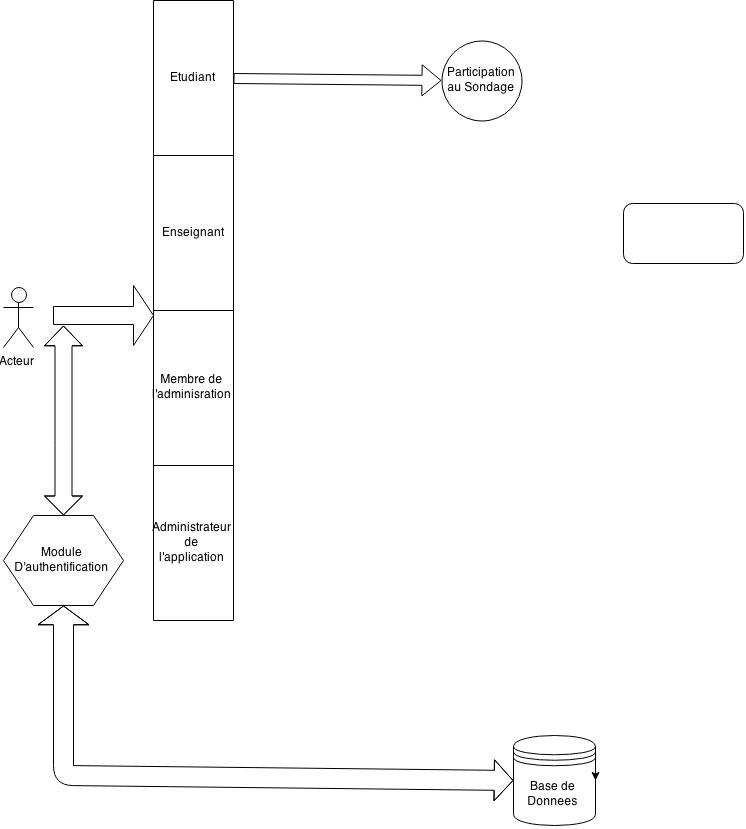 Etudiant
Participation
au Sondage
Enseignant
Acteur
Membre de
l'adminisration
Administrateur
de
l'application
Module
D'authentification
Base de
Donnees